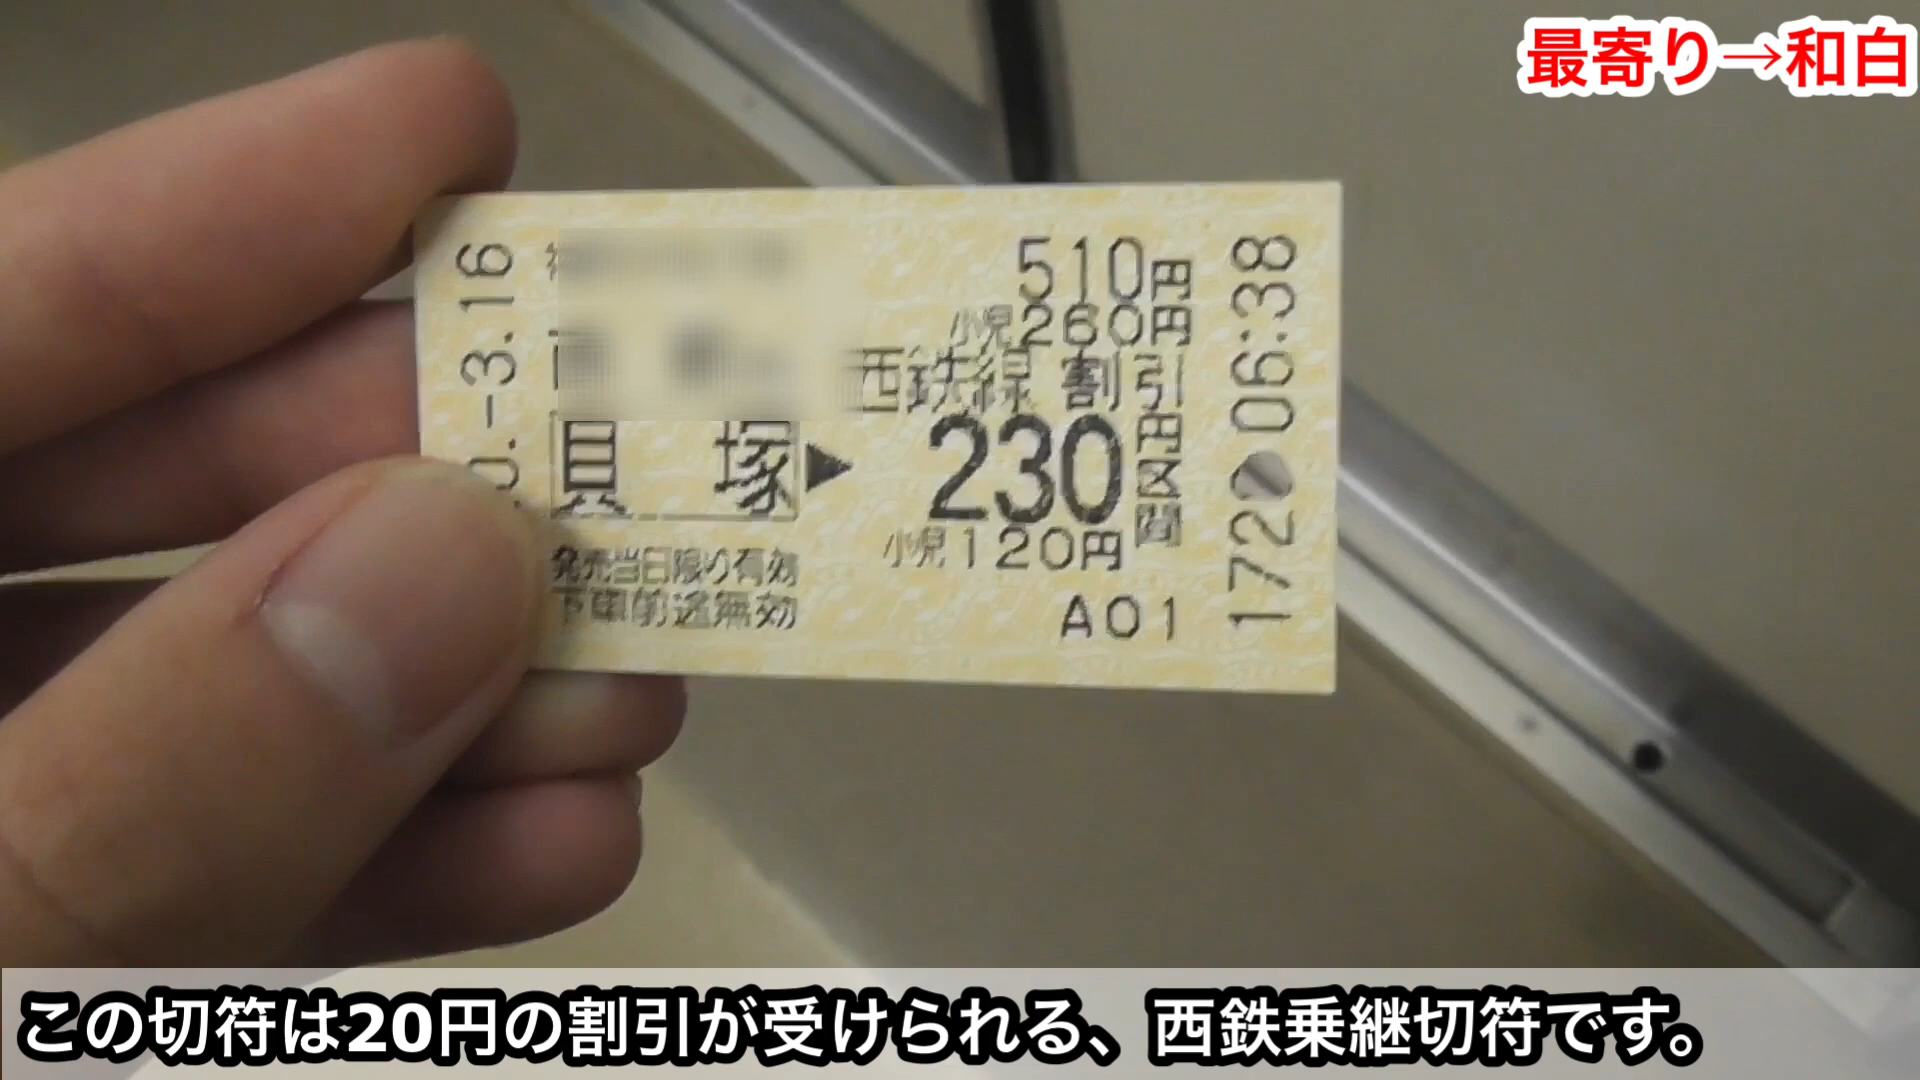 最寄り→和白
510円
小児260円
西鉄線 割引
貝塚▶230円区間
小児120円
発売当日限り有効
下車前途無効
A01
0.-3.16
172 06:38
この切符は20円の割引が受けられる、西鉄乗継切符です。